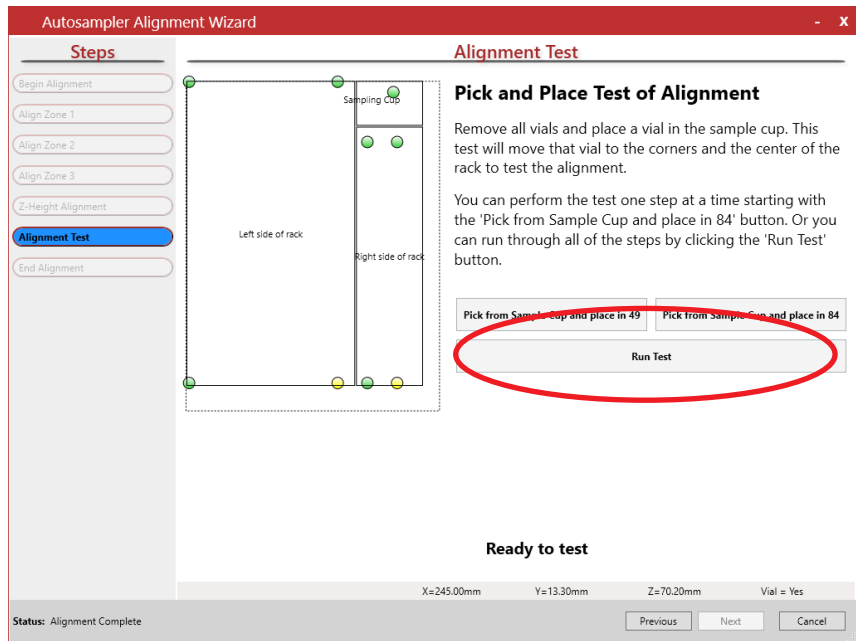 Autosampler Alignment Wizard
- X
Steps
Begin Alignment
Align Zone 1
Align Zone 2
Align Zone 3
Z-Height Alignment
Alignment Test
End Alignment
Alignment Test
Sampling Cup
Left side of rack
Right side of rack
Pick and Place Test of Alignment
Remove all vials and place a vial in the sample cup. This
test will move that vial to the corners and the center of the
rack to test the alignment.
You can perform the test one step at a time starting with
the 'Pick from Sample Cup and place in 84' button. Or you
can run through all of the steps by clicking the 'Run Test'
button.
Pick from Sample Cup and place in 49
Pick from Sample Cup and place in 84
Run Test
Ready to test
X=245.00mm Y=13.30mm Z=70.20mm Vial = Yes
Status: Alignment Complete
Previous
Next
Cancel